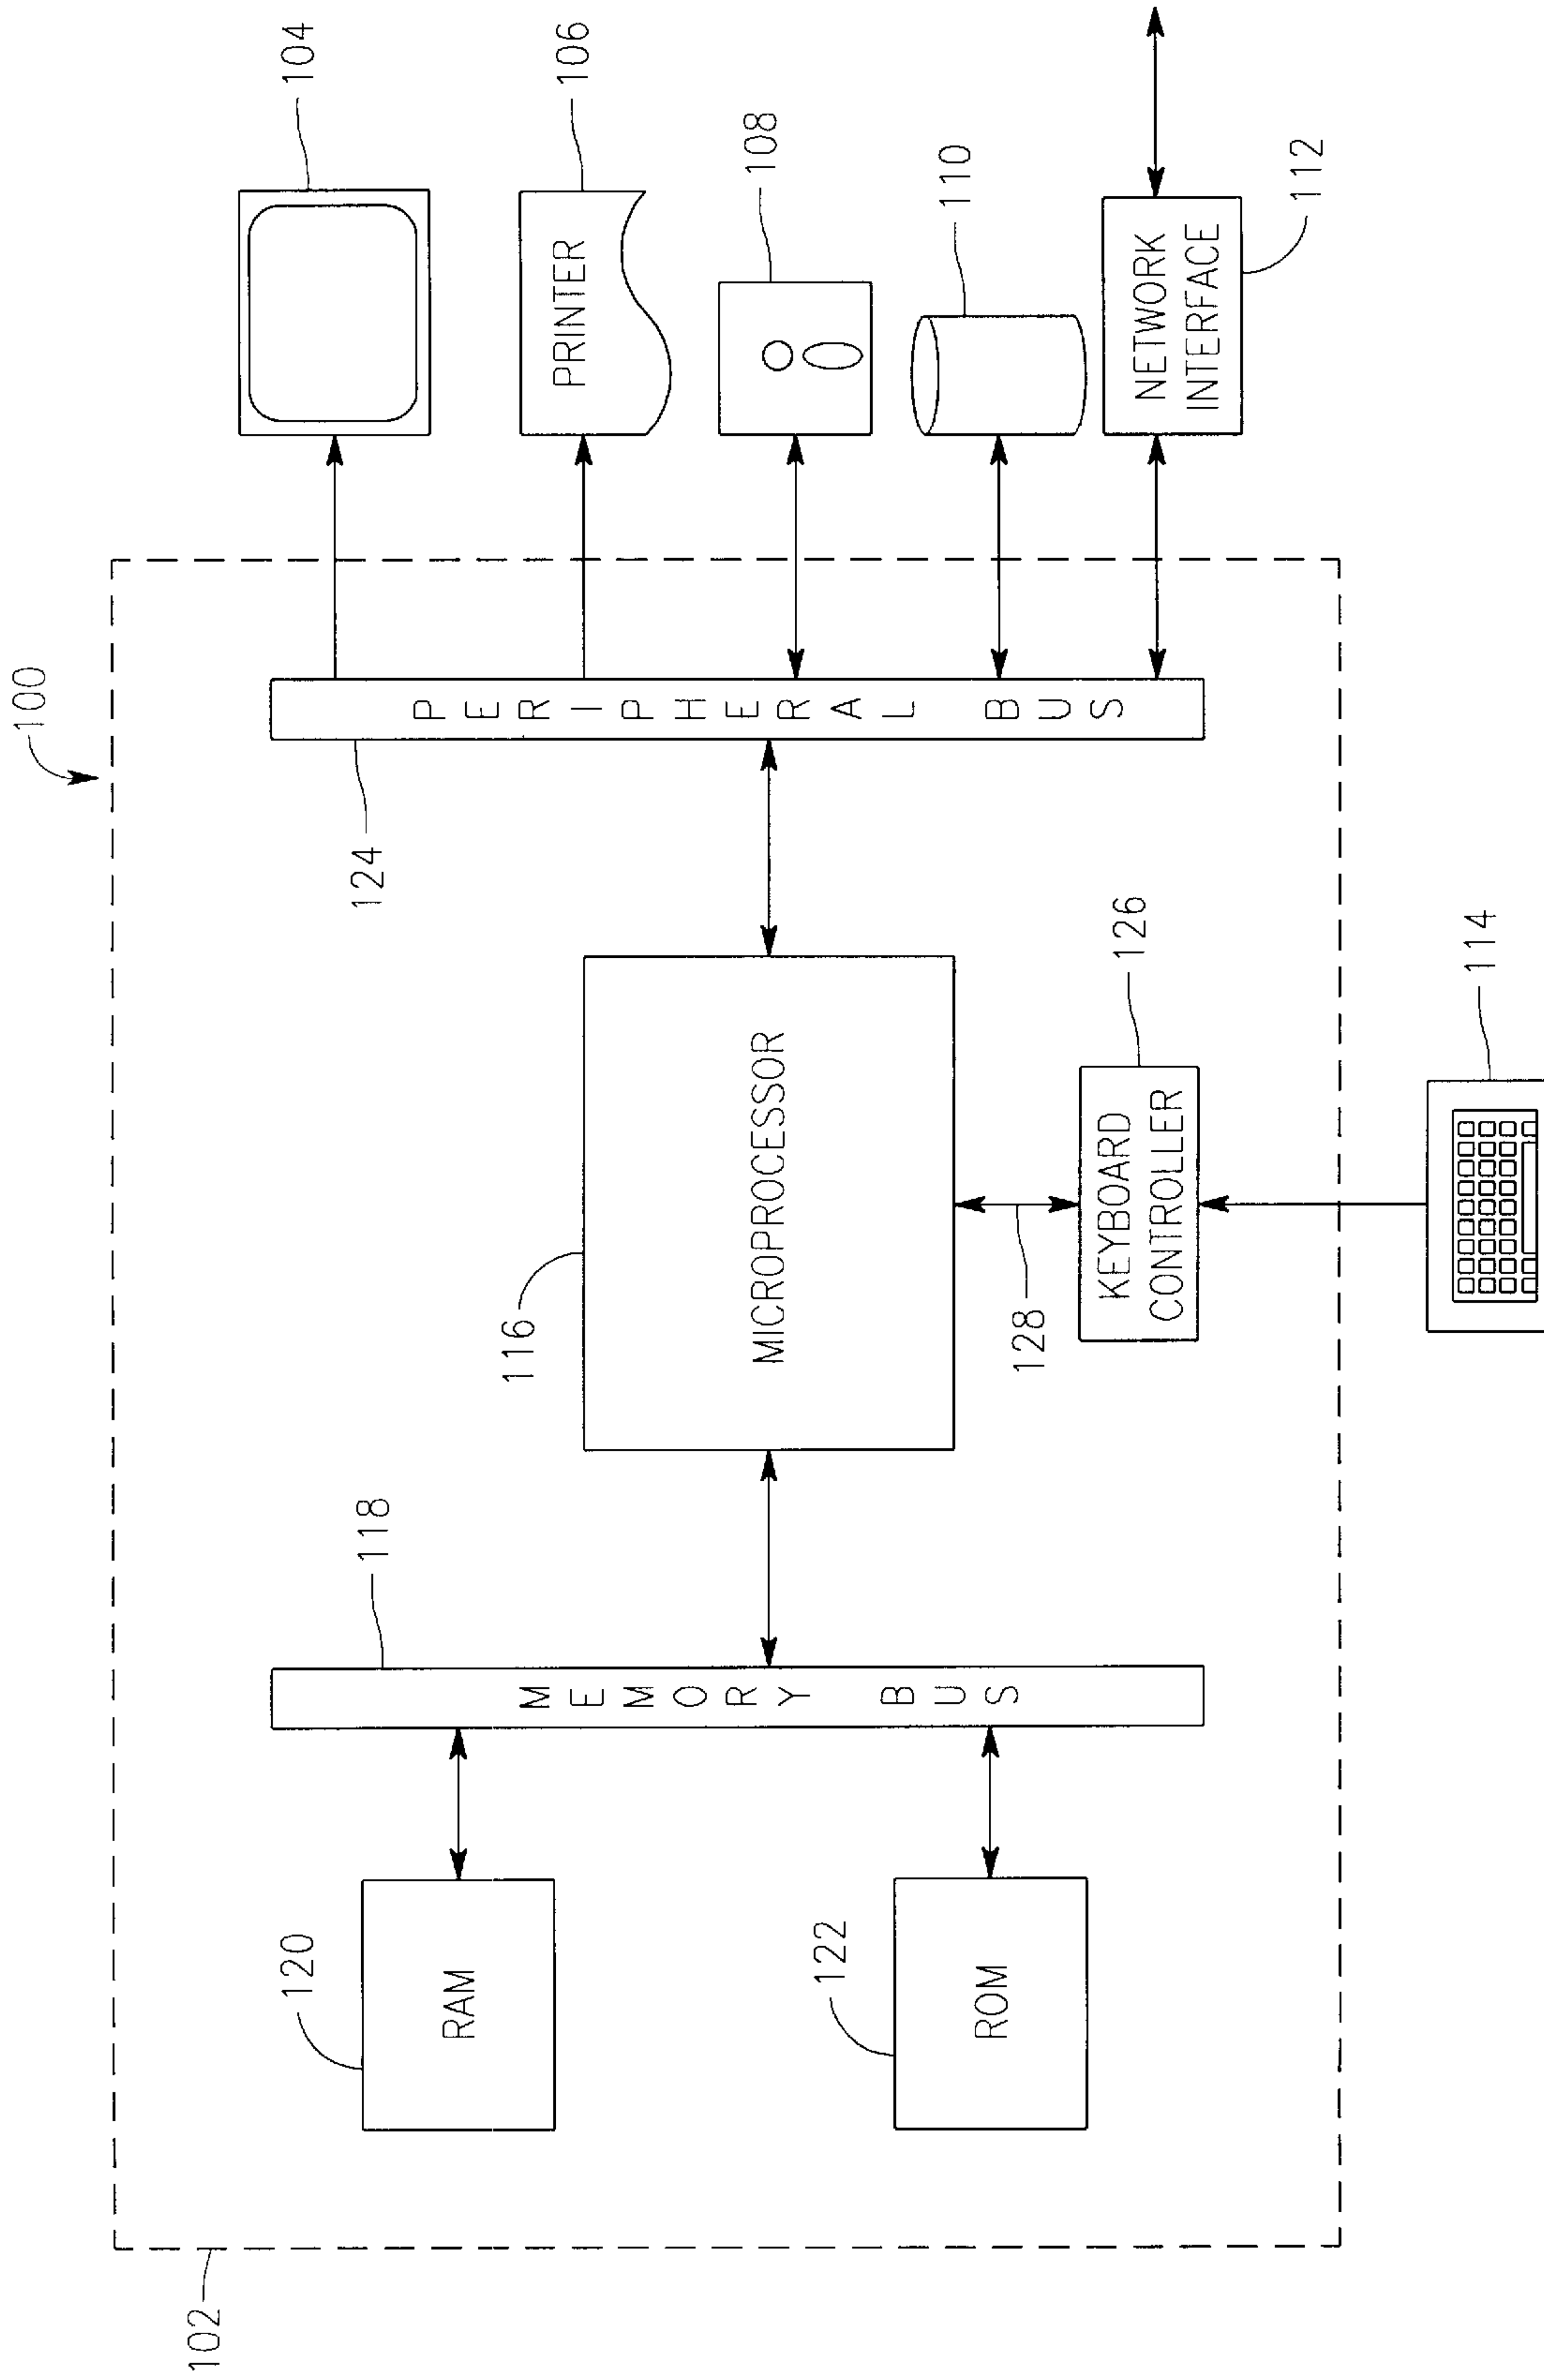 100
102
120
RAM
122
ROM
118
MEMORY BUS
116
MICROPROCESSOR
128
KEYBOARD
CONTROLLER
126
114
124
PERIPHERAL BUS
104
PRINTER
106
108
110
NETWORK
INTERFACE
112